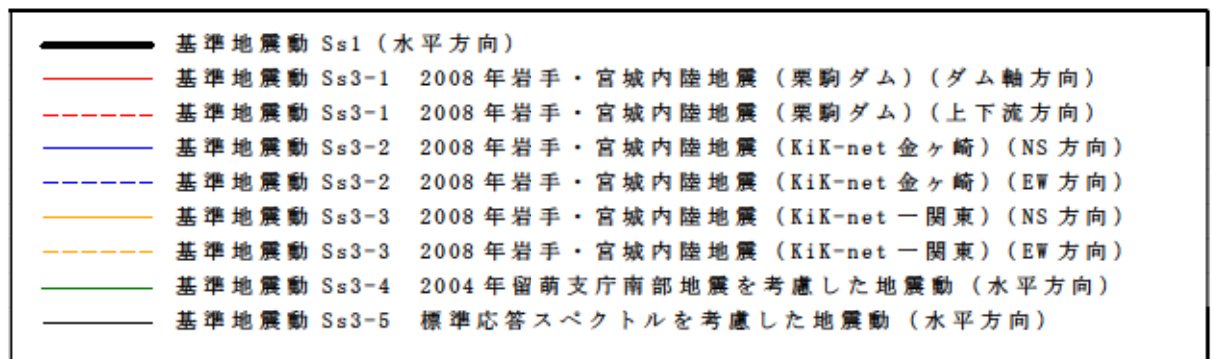 基準地震動 Ss1（水平方向）
基準地震動 Ss3-1　2008年岩手・宮城内陸地震（栗駒ダム）（ダム軸方向）
基準地震動 Ss3-1　2008年岩手・宮城内陸地震（栗駒ダム）（上下流方向）
基準地震動 Ss3-2　2008年岩手・宮城内陸地震（KiK-net 金ヶ崎）（NS方向）
基準地震動 Ss3-2　2008年岩手・宮城内陸地震（KiK-net 金ヶ崎）（EW方向）
基準地震動 Ss3-3　2008年岩手・宮城内陸地震（KiK-net 一関東）（NS方向）
基準地震動 Ss3-3　2008年岩手・宮城内陸地震（KiK-net 一関東）（EW方向）
基準地震動 Ss3-4　2004年留萌支庁南部地震を考慮した地震動（水平方向）
基準地震動 Ss3-5　標準応答スペクトルを考慮した地震動（水平方向）